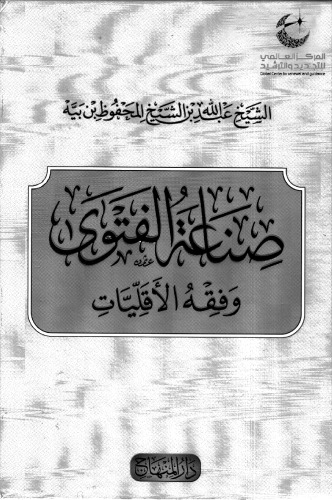 المركز العالمي
للتجديد والترشيد
Global Center for renewal and guidance
الشيخ عبد الله بن الشيخ المحفوظ بن بيه
صناعة الفتوى
وفقه الأقليات
دار المنهاج